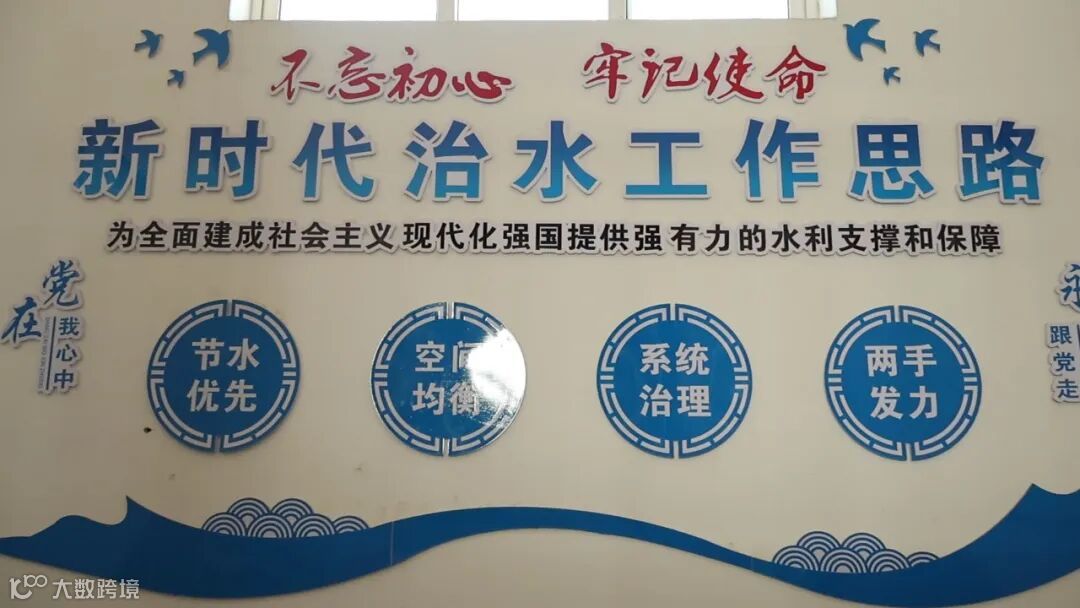 不忘初心 牢记使命
新时代治水工作思路
为全面建成社会主义现代化强国提供强有力的水利支撑和保障
党
在
我心中
跟党走
节水
优先
空间
均衡
系统
治理
两手
发力
大数跨境